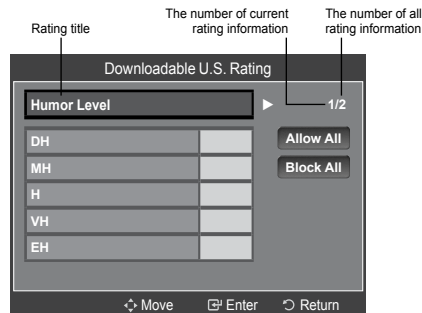 Rating title
The number of current
rating information
The number of all
rating information
Downloadable U.S. Rating
Humor Level
▶ 1/2
DH
MH
H
VH
EH
Allow All
Block All
Move Enter Return